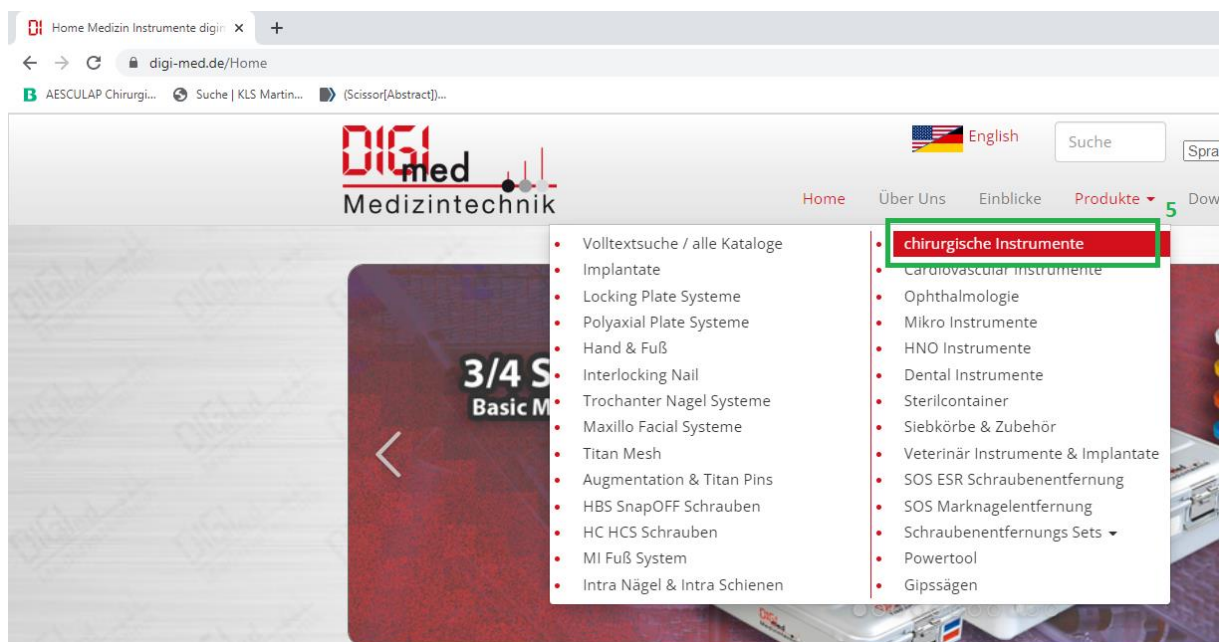 Home Medizin Instrumente digin
digi-med.de/Home
AESCULAP Chirurgi...
Suche | KLS Martin...
(Scissor[Abstract])...
DIGI
med
Medizintechnik
English
Suche
Spra
Home
Über Uns
Einblicke
Produkte
5
Dow
Volltextsuche / alle Kataloge
Implantate
Locking Plate Systeme
Polyaxial Plate Systeme
Hand & Fuß
Interlocking Nail
Trochanter Nagel Systeme
Maxillo Facial Systeme
Titan Mesh
Augmentation & Titan Pins
HBS SnapOFF Schrauben
HC HCS Schrauben
MI Fuß System
Intra Nägel & Intra Schienen
chirurgische Instrumente
Cardiovascular Instrumente
Ophthalmologie
Mikro Instrumente
HNO Instrumente
Dental Instrumente
Sterilcontainer
Siebkörbe & Zubehör
Veterinär Instrumente & Implantate
SOS ESR Schraubenentfernung
SOS Marknagelentfernung
Schraubenentfernungs Sets
Powertool
Gipssägen
3/4 S
Basic M